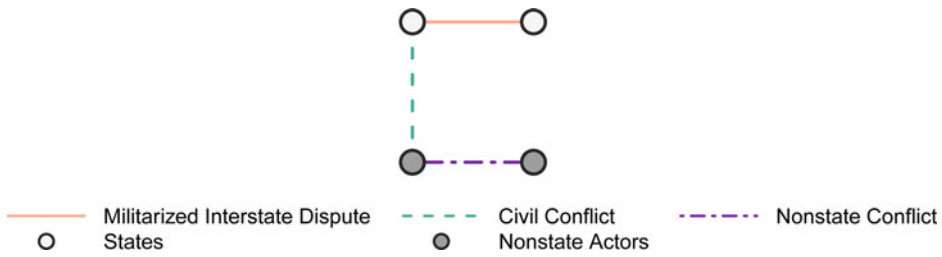 Militarized Interstate Dispute Civil Conflict Nonstate Conflict
States Nonstate Actors